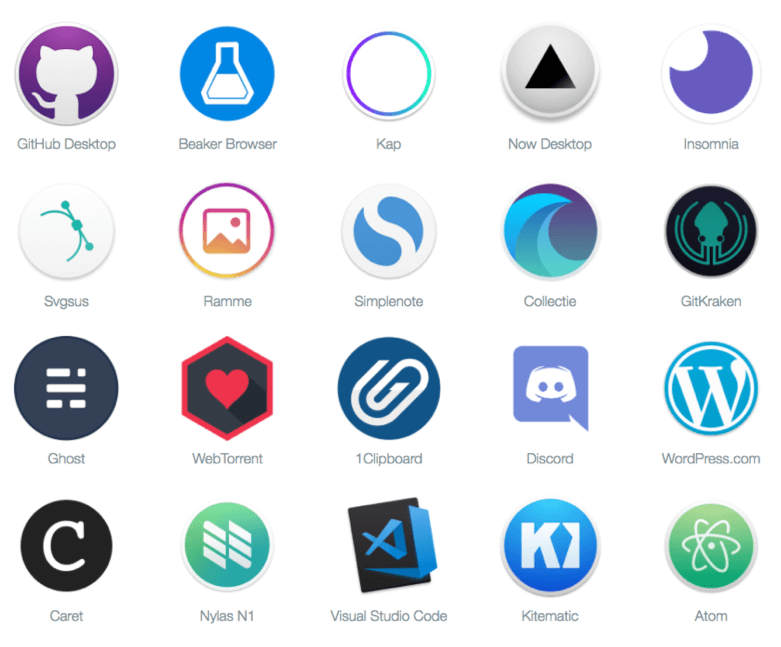 GitHub Desktop
Beaker Browser
Kap
Now Desktop
Insomnia
Svgsus
Ramme
Simplenote
Collectie
GitKraken
Ghost
WebTorrent
1Clipboard
Discord
WordPress.com
C
Caret
Nylas N1
Visual Studio Code
Kitematic
Atom